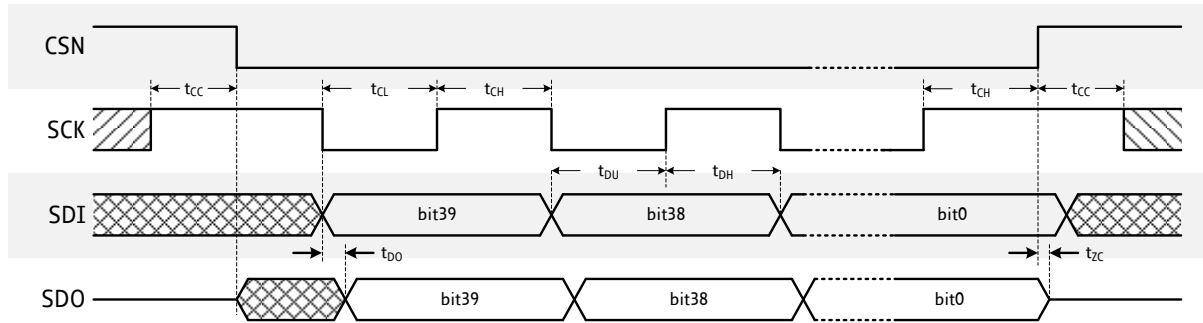 CSN
tCC tCL tCH tCH tCC
SCK
tDU tDH
SDI bit39 bit38 bit0
tDO tZC
SDO bit39 bit38 bit0